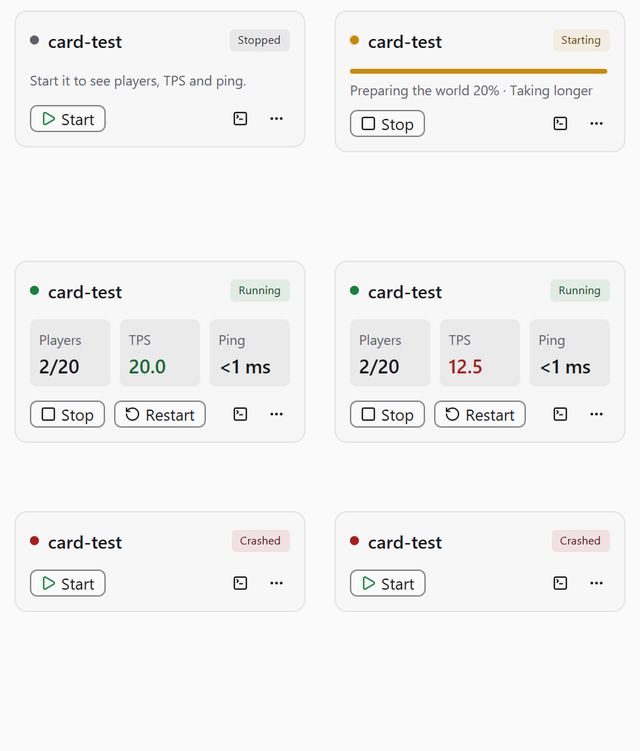 card-test Stopped
Start it to see players, TPS and ping.
Start
card-test Starting
Preparing the world 20% · Taking longer
Stop
card-test Running
Players TPS Ping
2/20 20.0 <1 ms
Stop Restart
card-test Running
Players TPS Ping
2/20 12.5 <1 ms
Stop Restart
card-test Crashed
Start
card-test Crashed
Start